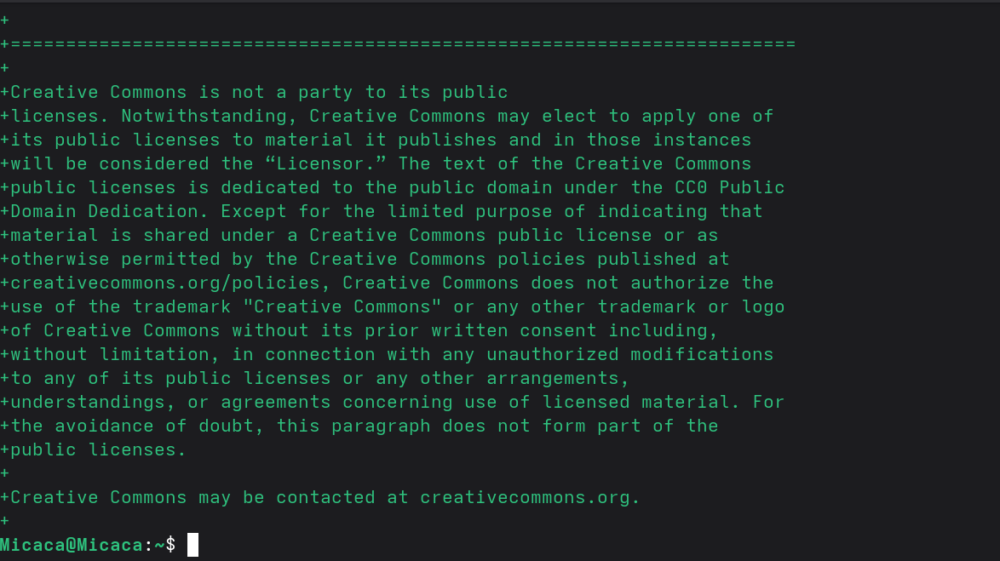 +
+=======================================================================
+
+Creative Commons is not a party to its public
+licenses. Notwithstanding, Creative Commons may elect to apply one of
+its public licenses to material it publishes and in those instances
+will be considered the “Licensor.” The text of the Creative Commons
+public licenses is dedicated to the public domain under the CC0 Public
+Domain Dedication. Except for the limited purpose of indicating that
+material is shared under a Creative Commons public license or as
+otherwise permitted by the Creative Commons policies published at
+creativecommons.org/policies, Creative Commons does not authorize the
+use of the trademark "Creative Commons" or any other trademark or logo
+of Creative Commons without its prior written consent including,
+without limitation, in connection with any unauthorized modifications
+to any of its public licenses or any other arrangements,
+understandings, or agreements concerning use of licensed material. For
+the avoidance of doubt, this paragraph does not form part of the
+public licenses.
+
+Creative Commons may be contacted at creativecommons.org.
+
Micaca@Micaca:~$